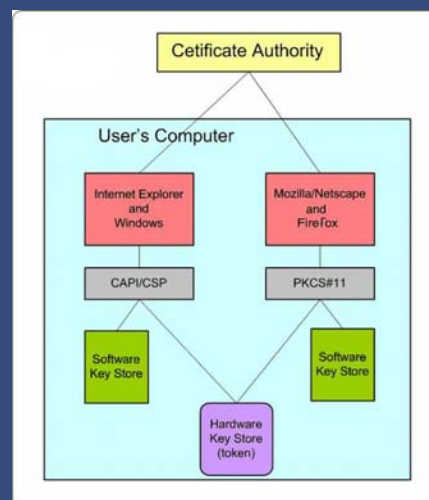 Cetificate Authority
User's Computer
Internet Explorer
and
Windows
Mozilla/Netscape
and
Firefox
CAPI/CSP
PKCS#11
Software
Key Store
Software
Key Store
Hardware
Key Store
(token)